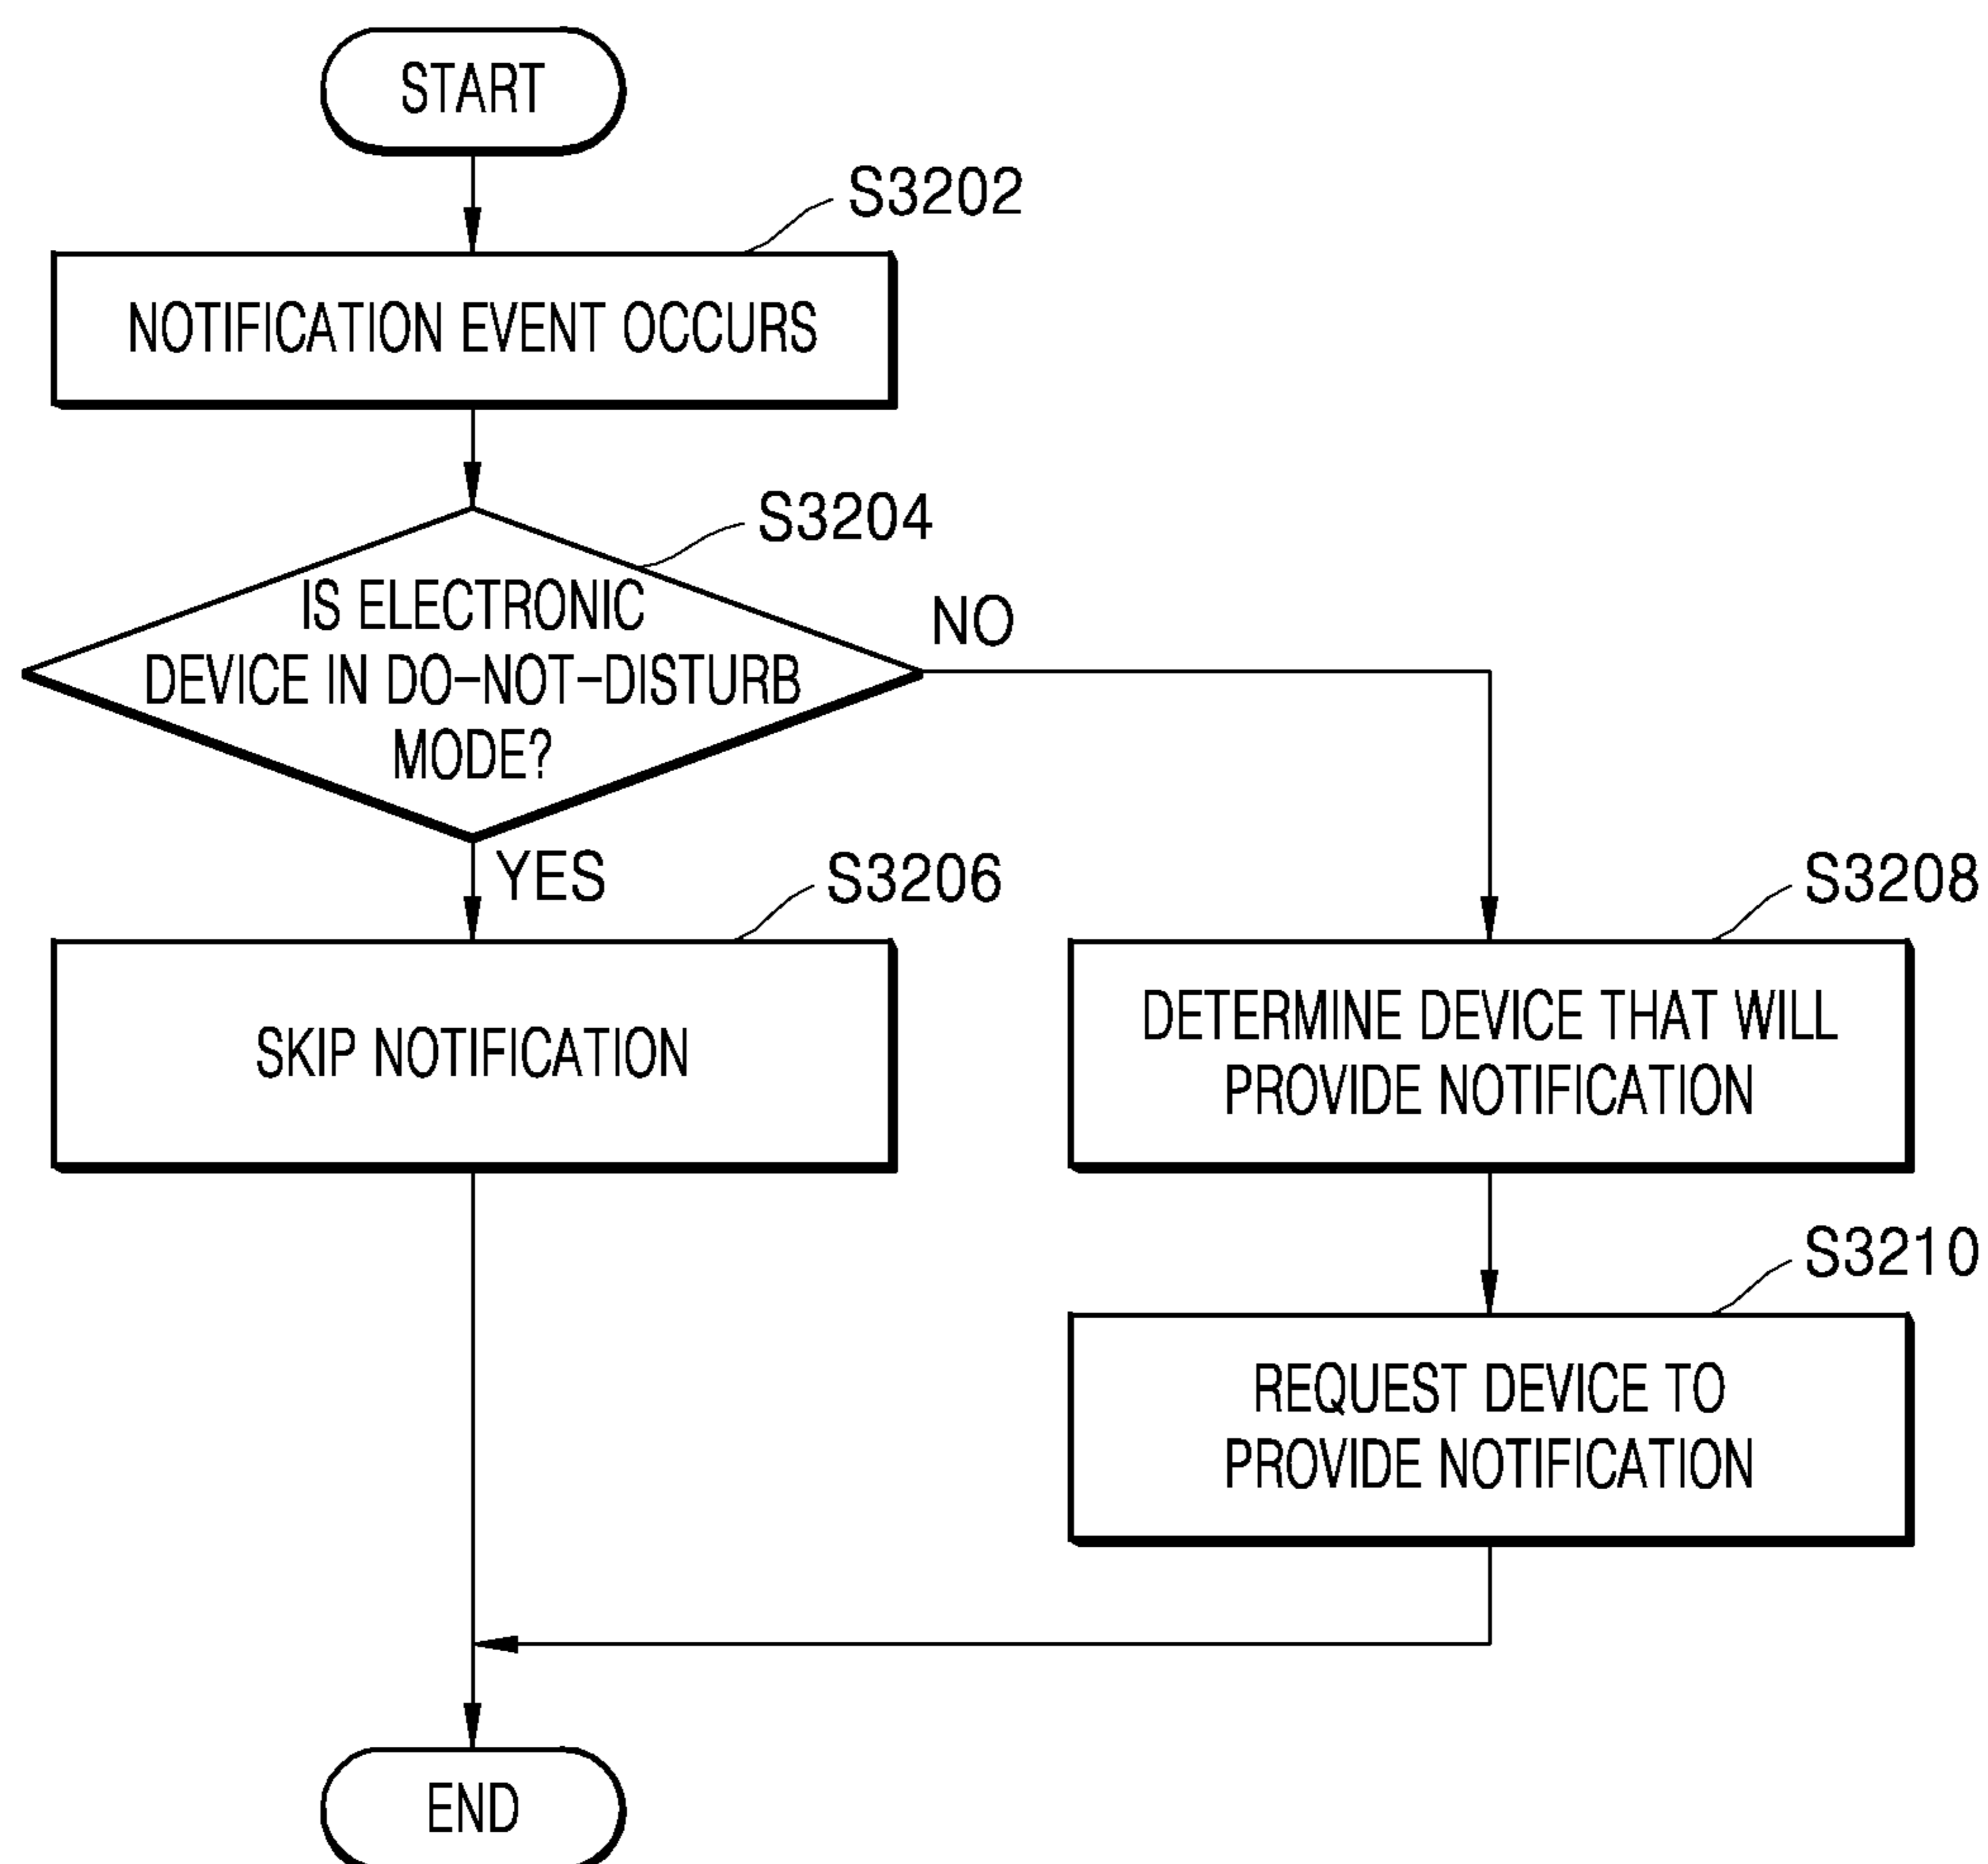 START
S3202
NOTIFICATION EVENT OCCURS
S3204
IS ELECTRONIC
DEVICE IN DO-NOT-DISTURB
MODE?
NO
YES
S3206
SKIP NOTIFICATION
S3208
DETERMINE DEVICE THAT WILL
PROVIDE NOTIFICATION
S3210
REQUEST DEVICE TO
PROVIDE NOTIFICATION
END